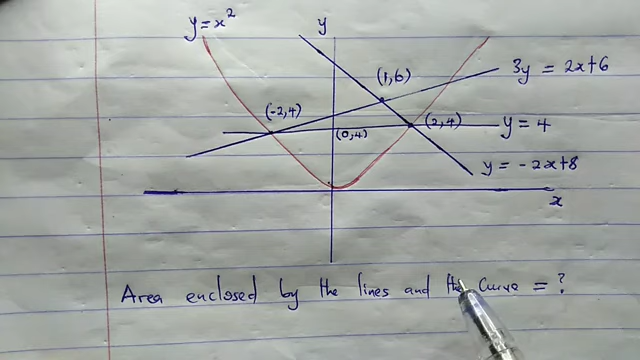 y = x²
y
(1,6)
3y = 2x+6
(-2,4)
(0,4)
(2,4)
y = 4
y = -2x+8
x
Area enclosed by the lines and the curve = ?